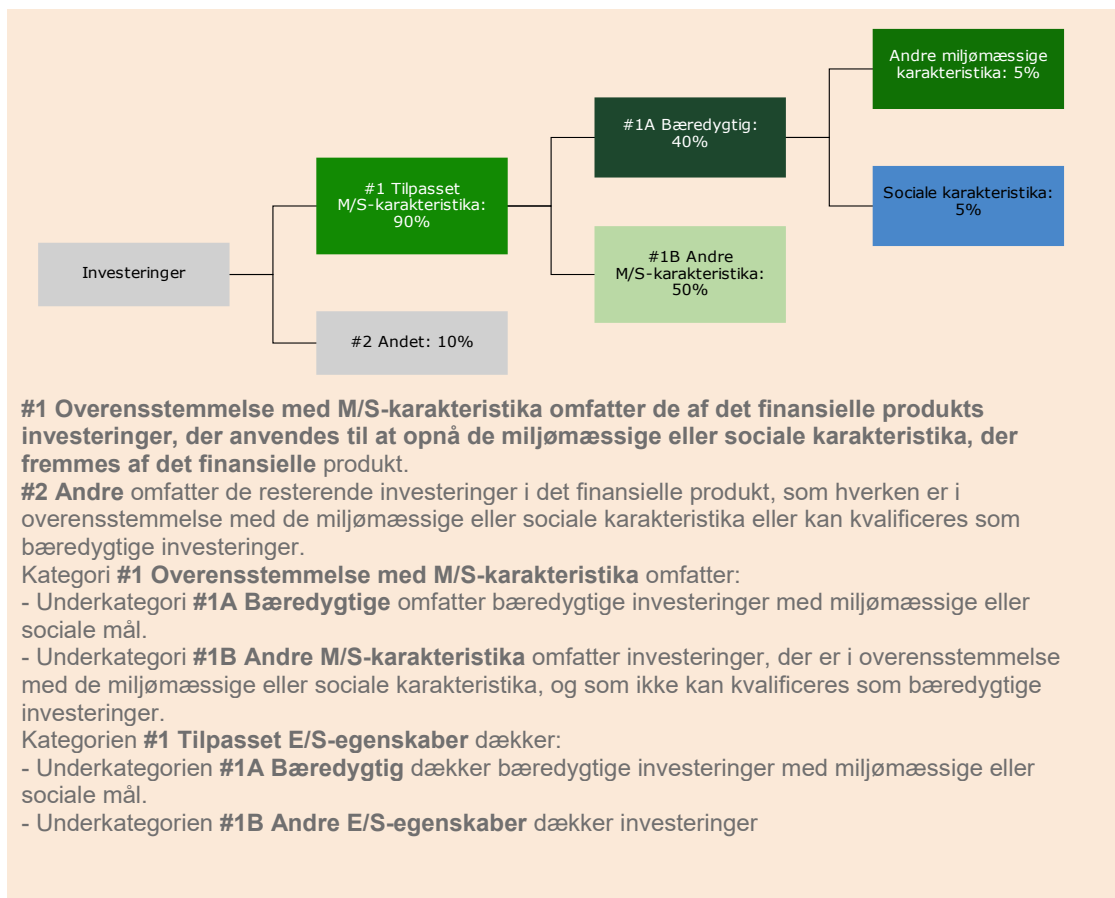 Andre miljømæssige
karakteristika: 5%
#1A Bæredygtig:
40%
#1 Tilpasset
M/S-karakteristika:
90%
Sociale karakteristika:
5%
Investeringer
#1B Andre
M/S-karakteristika:
50%
#2 Andet: 10%
#1 Overensstemmelse med M/S-karakteristika omfatter de af det finansielle produkts
investeringer, der anvendes til at opnå de miljømæssige eller sociale karakteristika, der
fremmes af det finansielle produkt.
#2 Andre omfatter de resterende investeringer i det finansielle produkt, som hverken er i
overensstemmelse med de miljømæssige eller sociale karakteristika eller kan kvalificeres som
bæredygtige investeringer.
Kategori #1 Overensstemmelse med M/S-karakteristika omfatter:
- Underkategori #1A Bæredygtige omfatter bæredygtige investeringer med miljømæssige eller
sociale mål.
- Underkategori #1B Andre M/S-karakteristika omfatter investeringer, der er i overensstemmelse
med de miljømæssige eller sociale karakteristika, og som ikke kan kvalificeres som bæredygtige
investeringer.
Kategorien #1 Tilpasset E/S-egenskaber dækker:
- Underkategorien #1A Bæredygtig dækker bæredygtige investeringer med miljømæssige eller
sociale mål.
- Underkategorien #1B Andre E/S-egenskaber dækker investeringer